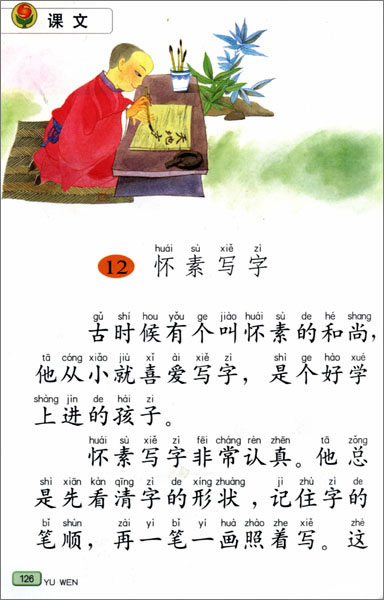 课文
天地
huái sù xiě zì
12 怀素写字
gǔ shí hou yǒu ge jiào huái sù de hé shang
古时候有个叫怀素的和尚，
tā cóng xiǎo jiù xǐ ài xiě zì shì ge hào xué
他从小就喜爱写字，是个好学
shàng jìn de hái zi
上进的孩子。
huái sù xiě zì fēi cháng rèn zhēn tā zǒng
怀素写字非常认真。他总
shì xiān kàn qīng zì de xíng zhuàng jì zhù zì de
是先看清字的形状，记住字的
bǐ shùn zài yì bǐ yí huà zhào zhe xiě zhè
笔顺，再一笔一画照着写。这
126 YU WEN